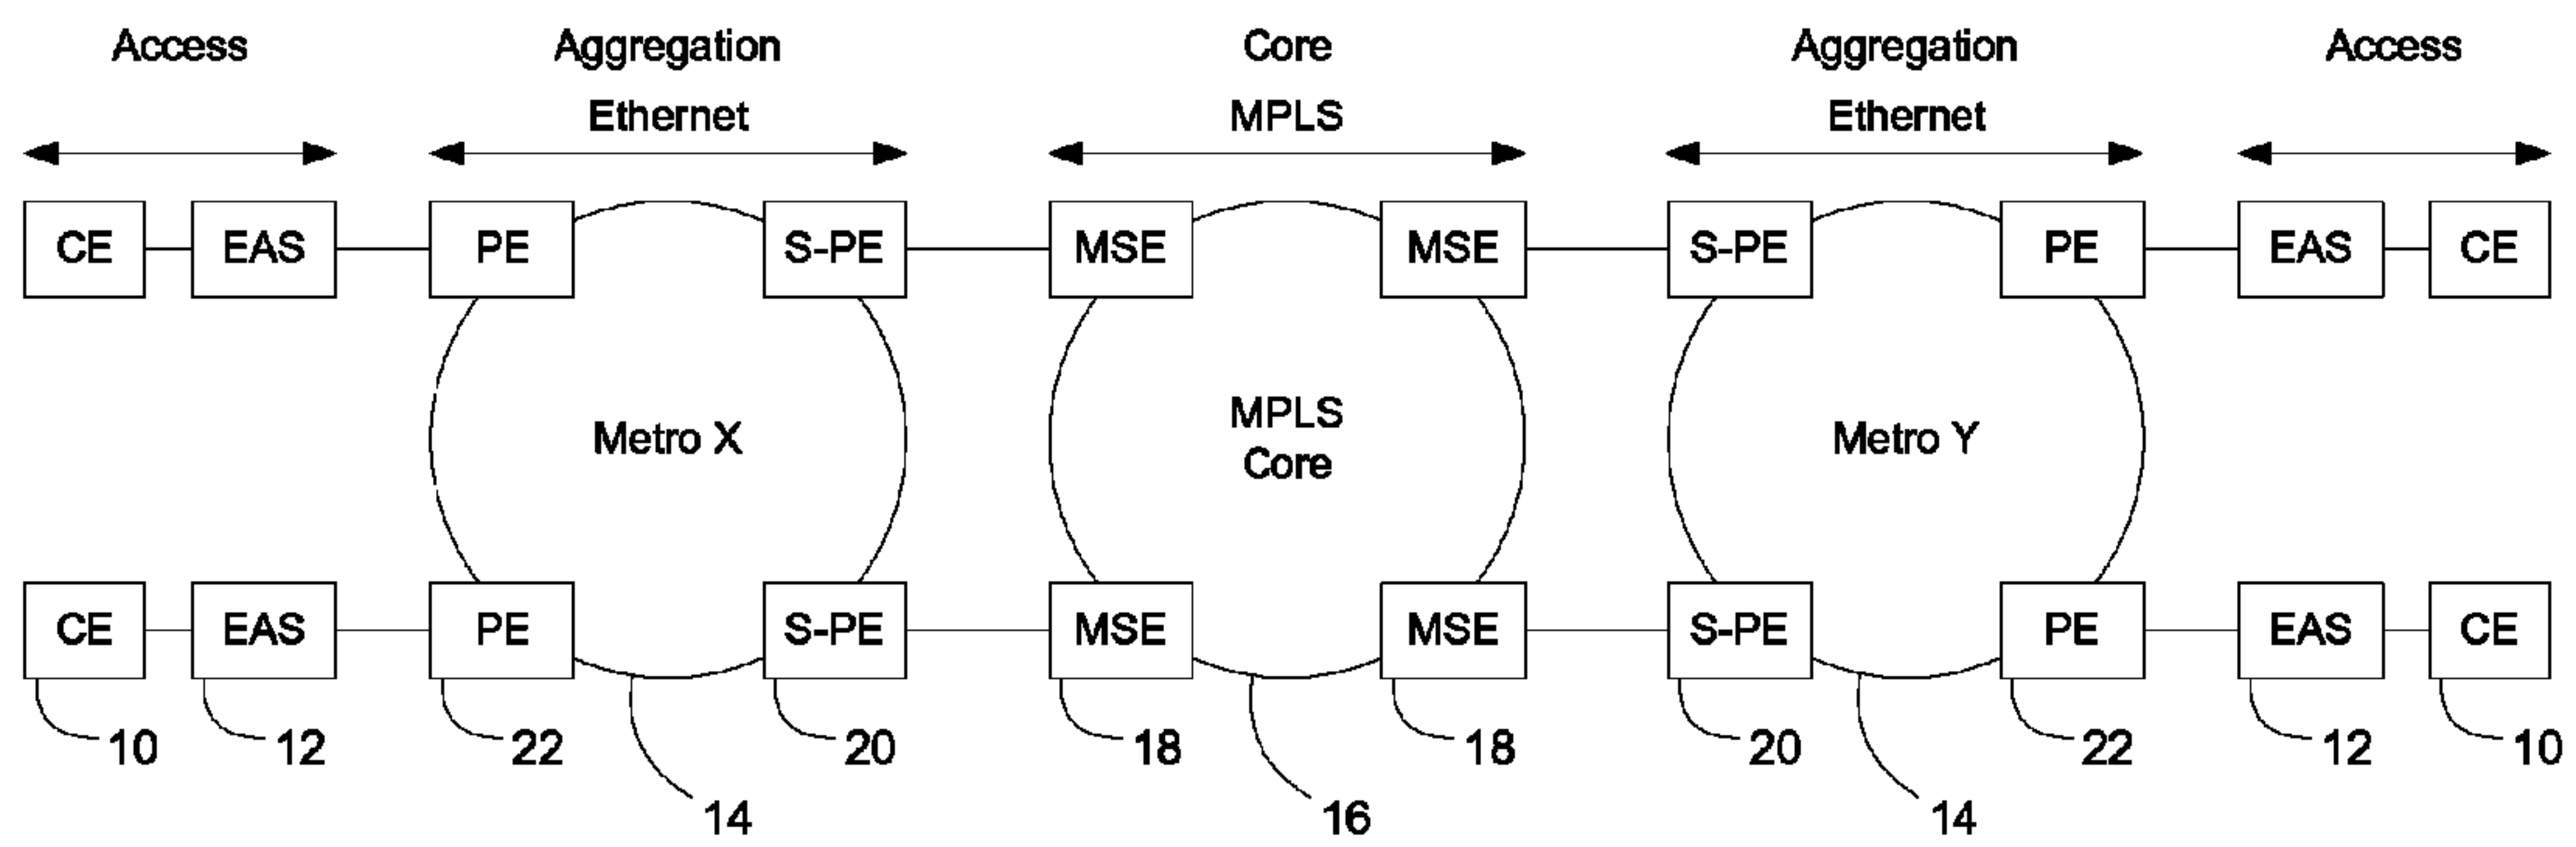 Access Aggregation Core Aggregation Access
Ethernet MPLS Ethernet
CE EAS PE S-PE MSE MSE S-PE PE EAS CE
Metro X MPLS Core Metro Y
CE EAS PE S-PE MSE MSE S-PE PE EAS CE
10 12 22 20 18 18 20 22 12 10
14 16 14